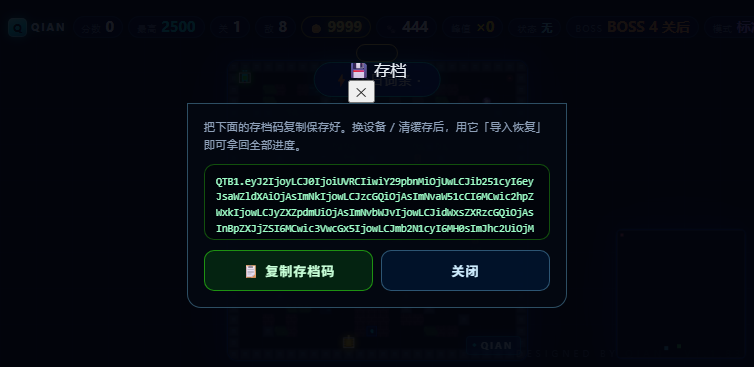 QIAN
0
2500
1
8
9999
444
×0
无
BOSS 4 关后
💾 存档
×
把下面的存档码复制保存好。换设备 / 清缓存后，用它「导入恢复」
即可拿回全部进度。
QTB1.eyJ2IjoyLCJ0IjoiUVRCIiwiY29pbnMiOjUwLCJib251cyI6ey
JsaWZldXAiOjAsImNkIjowLCJzcGQiOjAsImNvaW51cCI6MCwic2hpZ
WxkIjowLCJyZXZpdmUiOjAsImNvbWJvIjowLCJidWxsZXRzcGQiOjAs
InBpZXJjZSI6MCwic3VwcGx5IjowLCJmb2N1cyI6MH0sImJhc2UiOjM
📋 复制存档码
关闭
QIAN